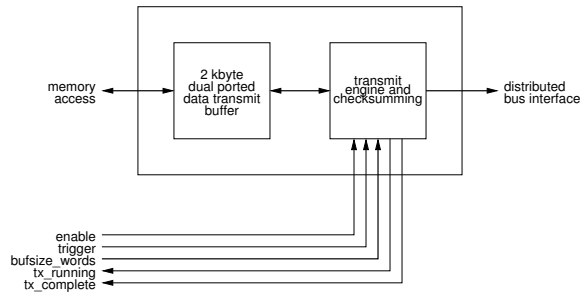 memory
access
2 kbyte
dual ported
data transmit
buffer
transmit
engine and
checksumming
distributed
bus interface
enable
trigger
bufsize_words
tx_running
tx_complete